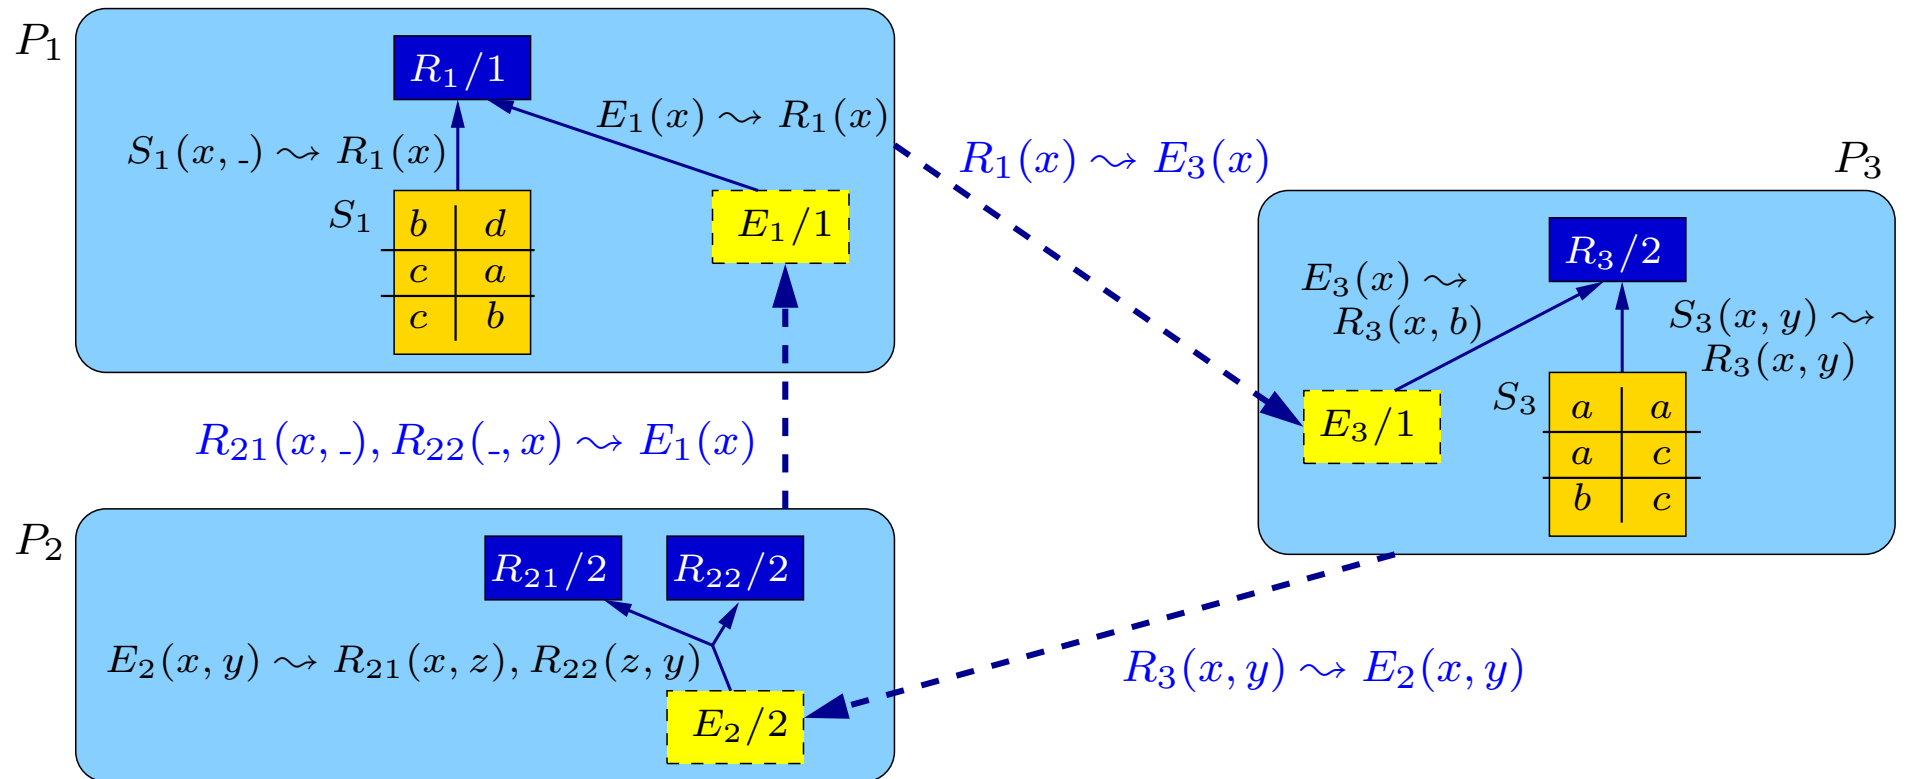 P₁
R₁/1
E₁(x) ⤳ R₁(x)
S₁(x, _) ⤳ R₁(x)
S₁
b d
c a
c b
E₁/1
R₁(x) ⤳ E₃(x)
P₃
R₃/2
E₃(x) ⤳
R₃(x, b)
S₃(x, y) ⤳
R₃(x, y)
S₃
a a
a c
b c
E₃/1
R₂₁(x, _), R₂₂(_, x) ⤳ E₁(x)
P₂
R₂₁/2
R₂₂/2
E₂(x, y) ⤳ R₂₁(x, z), R₂₂(z, y)
E₂/2
R₃(x, y) ⤳ E₂(x, y)